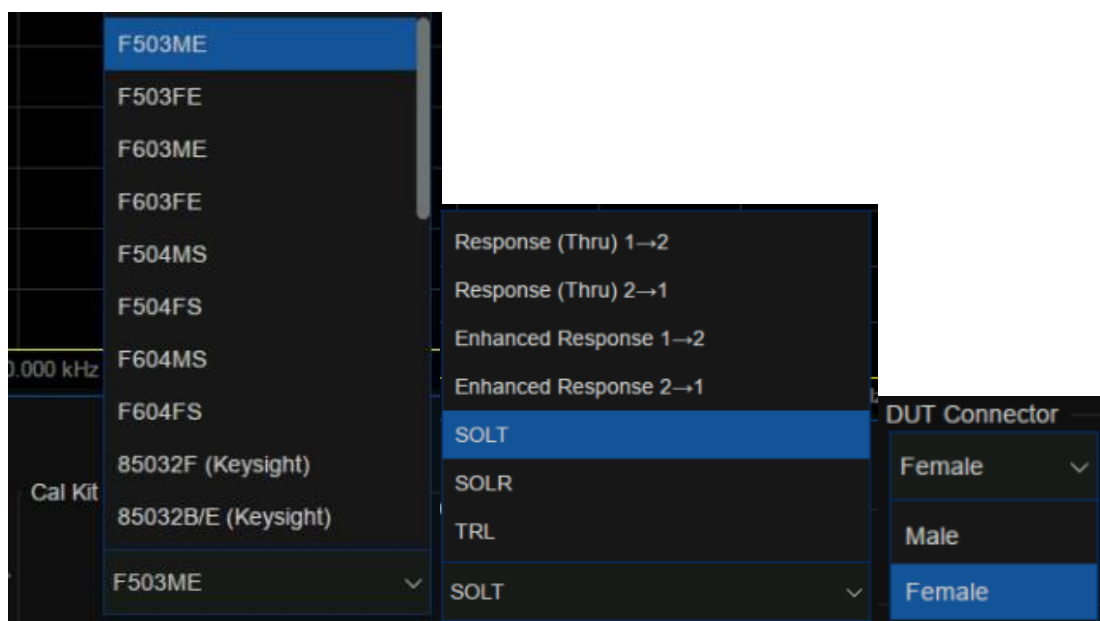 F503ME
F503FE
F603ME
F603FE
F504MS
F504FS
F604MS
F604FS
85032F (Keysight)
85032B/E (Keysight)
0.000 kHz
Cal Kit
F503ME
Response (Thru) 1→2
Response (Thru) 2→1
Enhanced Response 1→2
Enhanced Response 2→1
SOLT
SOLR
TRL
SOLT
DUT Connector
Female
Male
Female